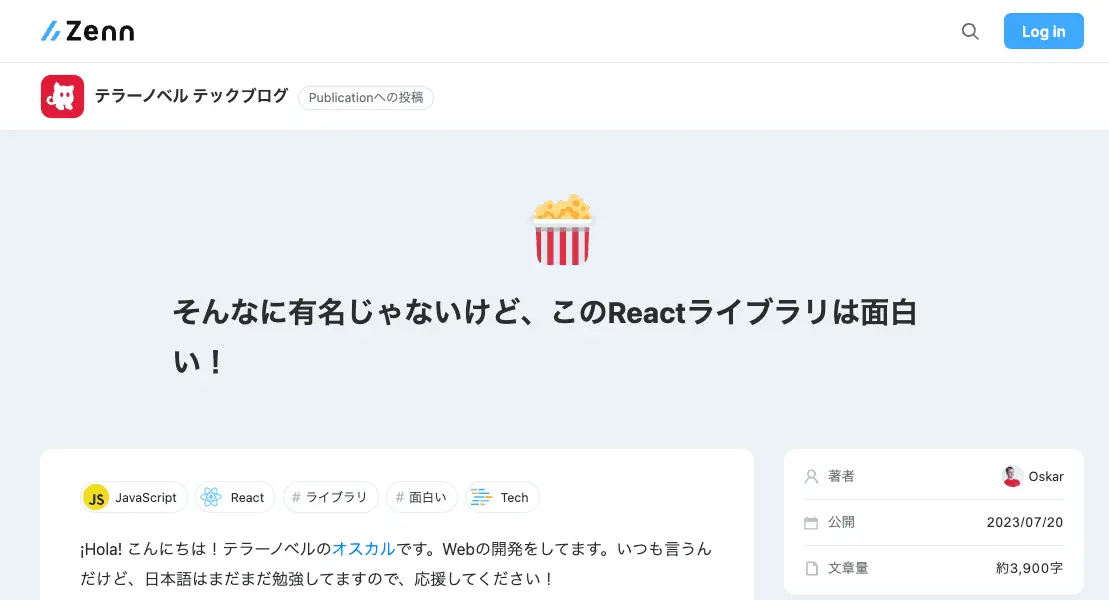 Zenn
Log in
テラーノベル テックブログ
Publicationへの投稿
そんなに有名じゃないけど、このReactライブラリは面白
い！
JS JavaScript
React
# ライブラリ
# 面白い
Tech
著者
Oskar
公開
2023/07/20
文章量
約3,900字
¡Hola! こんにちは！テラーノベルのオスカルです。Webの開発をしてます。いつも言うん
だけど、日本語はまだまだ勉強してますので、応援してください！